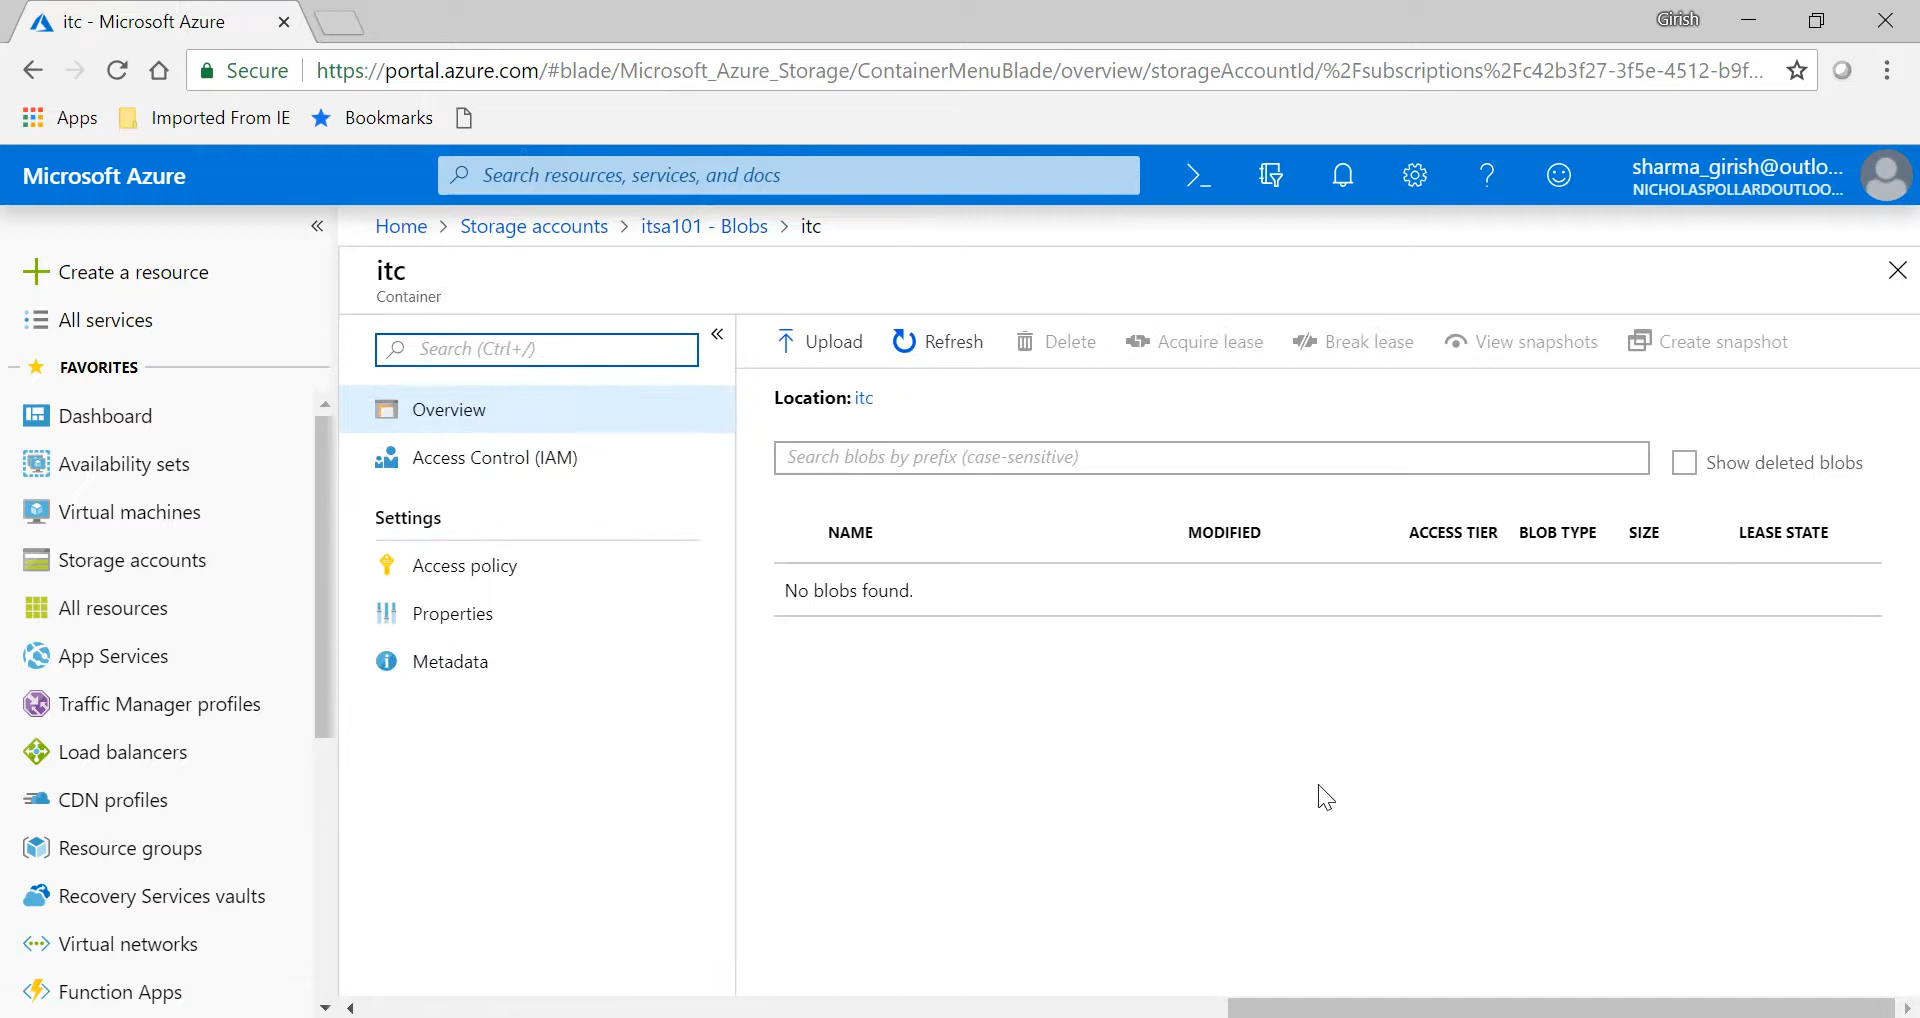 itc - Microsoft Azure
Girish
Secure
https://portal.azure.com/#blade/Microsoft_Azure_Storage/ContainerMenuBlade/overview/storageAccountId/%2Fsubscriptions%2Fc42b3f27-3f5e-4512-b9f...
Apps
Imported From IE
Bookmarks
Microsoft Azure
Search resources, services, and docs
sharma_girish@outlo...
NICHOLASPOLLARDOUTLOO...
Home > Storage accounts > itsa101 - Blobs > itc
Create a resource
All services
FAVORITES
Dashboard
Availability sets
Virtual machines
Storage accounts
All resources
App Services
Traffic Manager profiles
Load balancers
CDN profiles
Resource groups
Recovery Services vaults
Virtual networks
Function Apps
itc
Container
Search (Ctrl+/)
Overview
Access Control (IAM)
Settings
Access policy
Properties
Metadata
Upload
Refresh
Delete
Acquire lease
Break lease
View snapshots
Create snapshot
Location: itc
Search blobs by prefix (case-sensitive)
Show deleted blobs
NAME MODIFIED ACCESS TIER BLOB TYPE SIZE LEASE STATE
No blobs found.